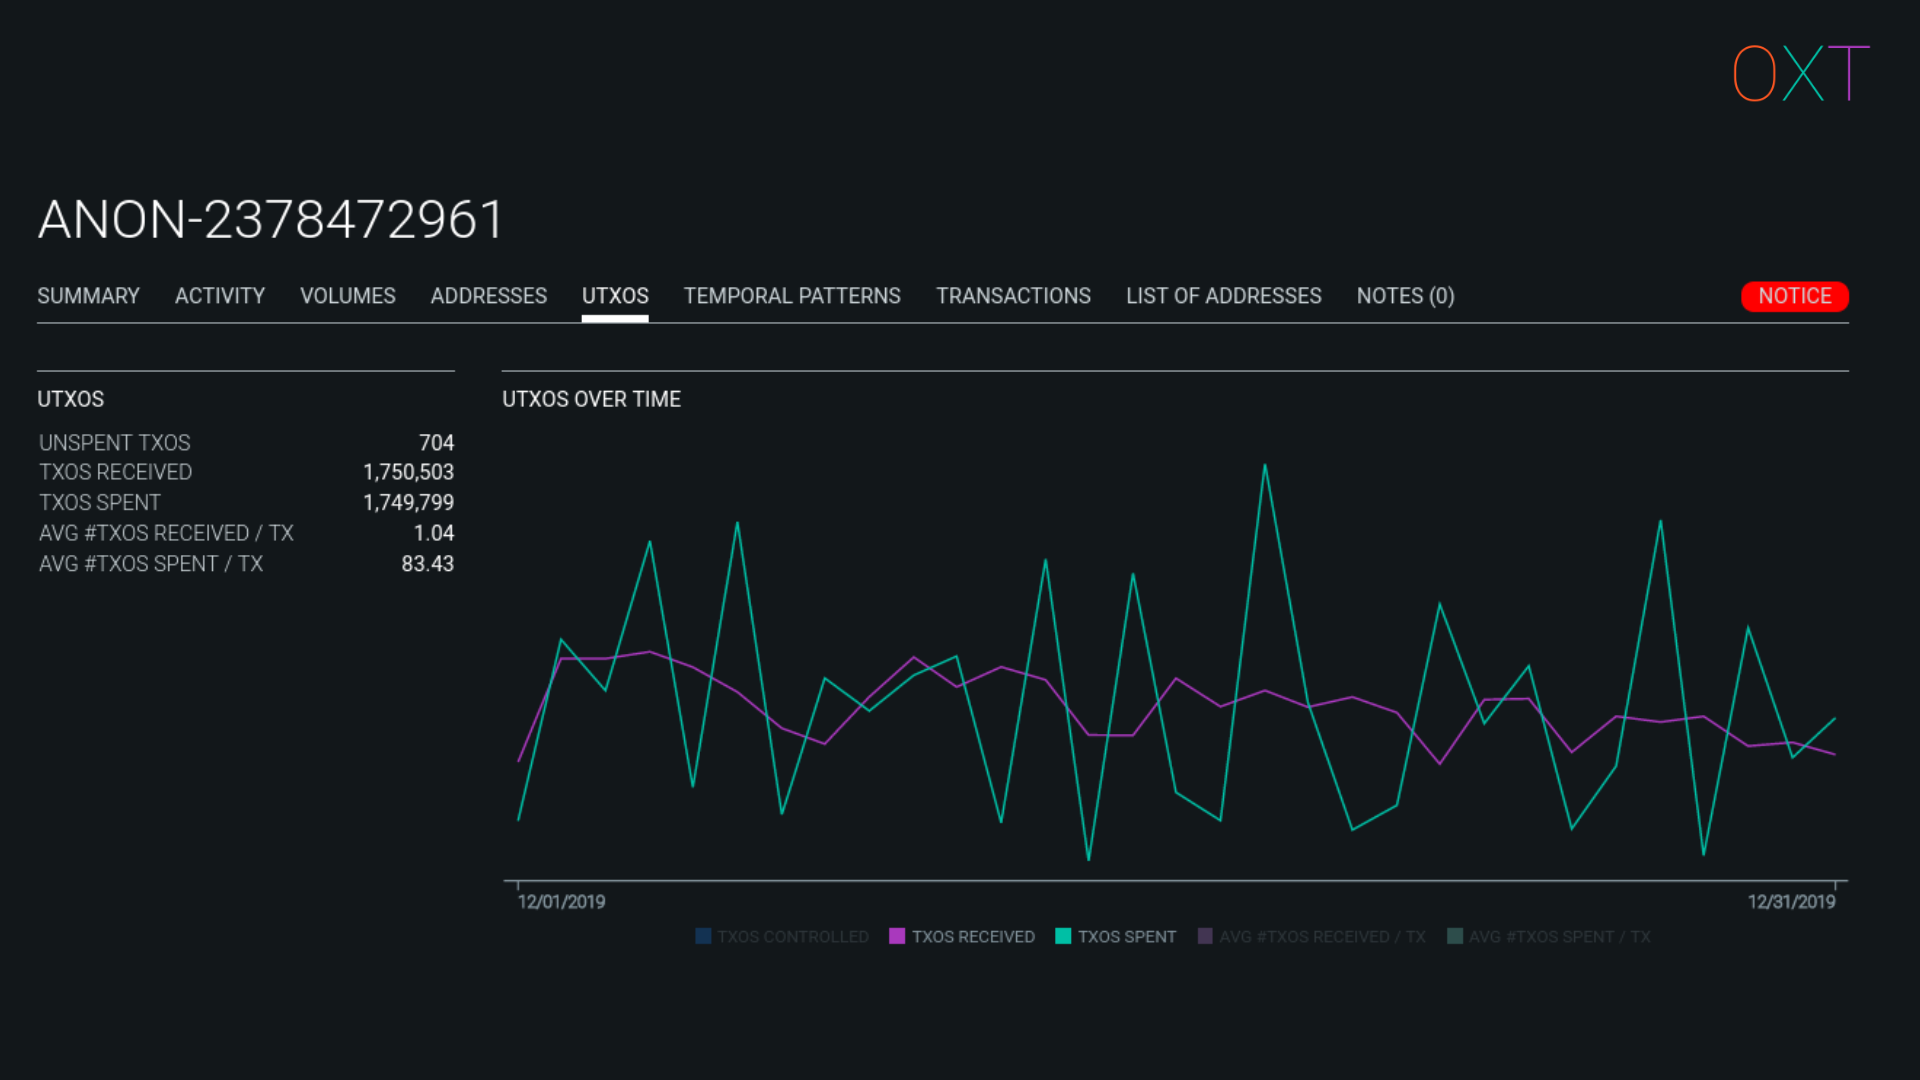 OXT
ANON-2378472961
SUMMARY ACTIVITY VOLUMES ADDRESSES UTXOS TEMPORAL PATTERNS TRANSACTIONS LIST OF ADDRESSES NOTES (0) NOTICE
UTXOS
UNSPENT TXOS 704
TXOS RECEIVED 1,750,503
TXOS SPENT 1,749,799
AVG #TXOS RECEIVED / TX 1.04
AVG #TXOS SPENT / TX 83.43
UTXOS OVER TIME
12/01/2019 12/31/2019
TXOS CONTROLLED TXOS RECEIVED TXOS SPENT AVG #TXOS RECEIVED / TX AVG #TXOS SPENT / TX